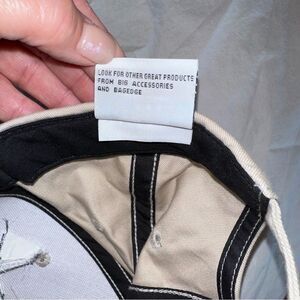 LOOK FOR OTHER GREAT PRODUCTS
FROM BIG ACCESSORIES
AND BAGEDGE